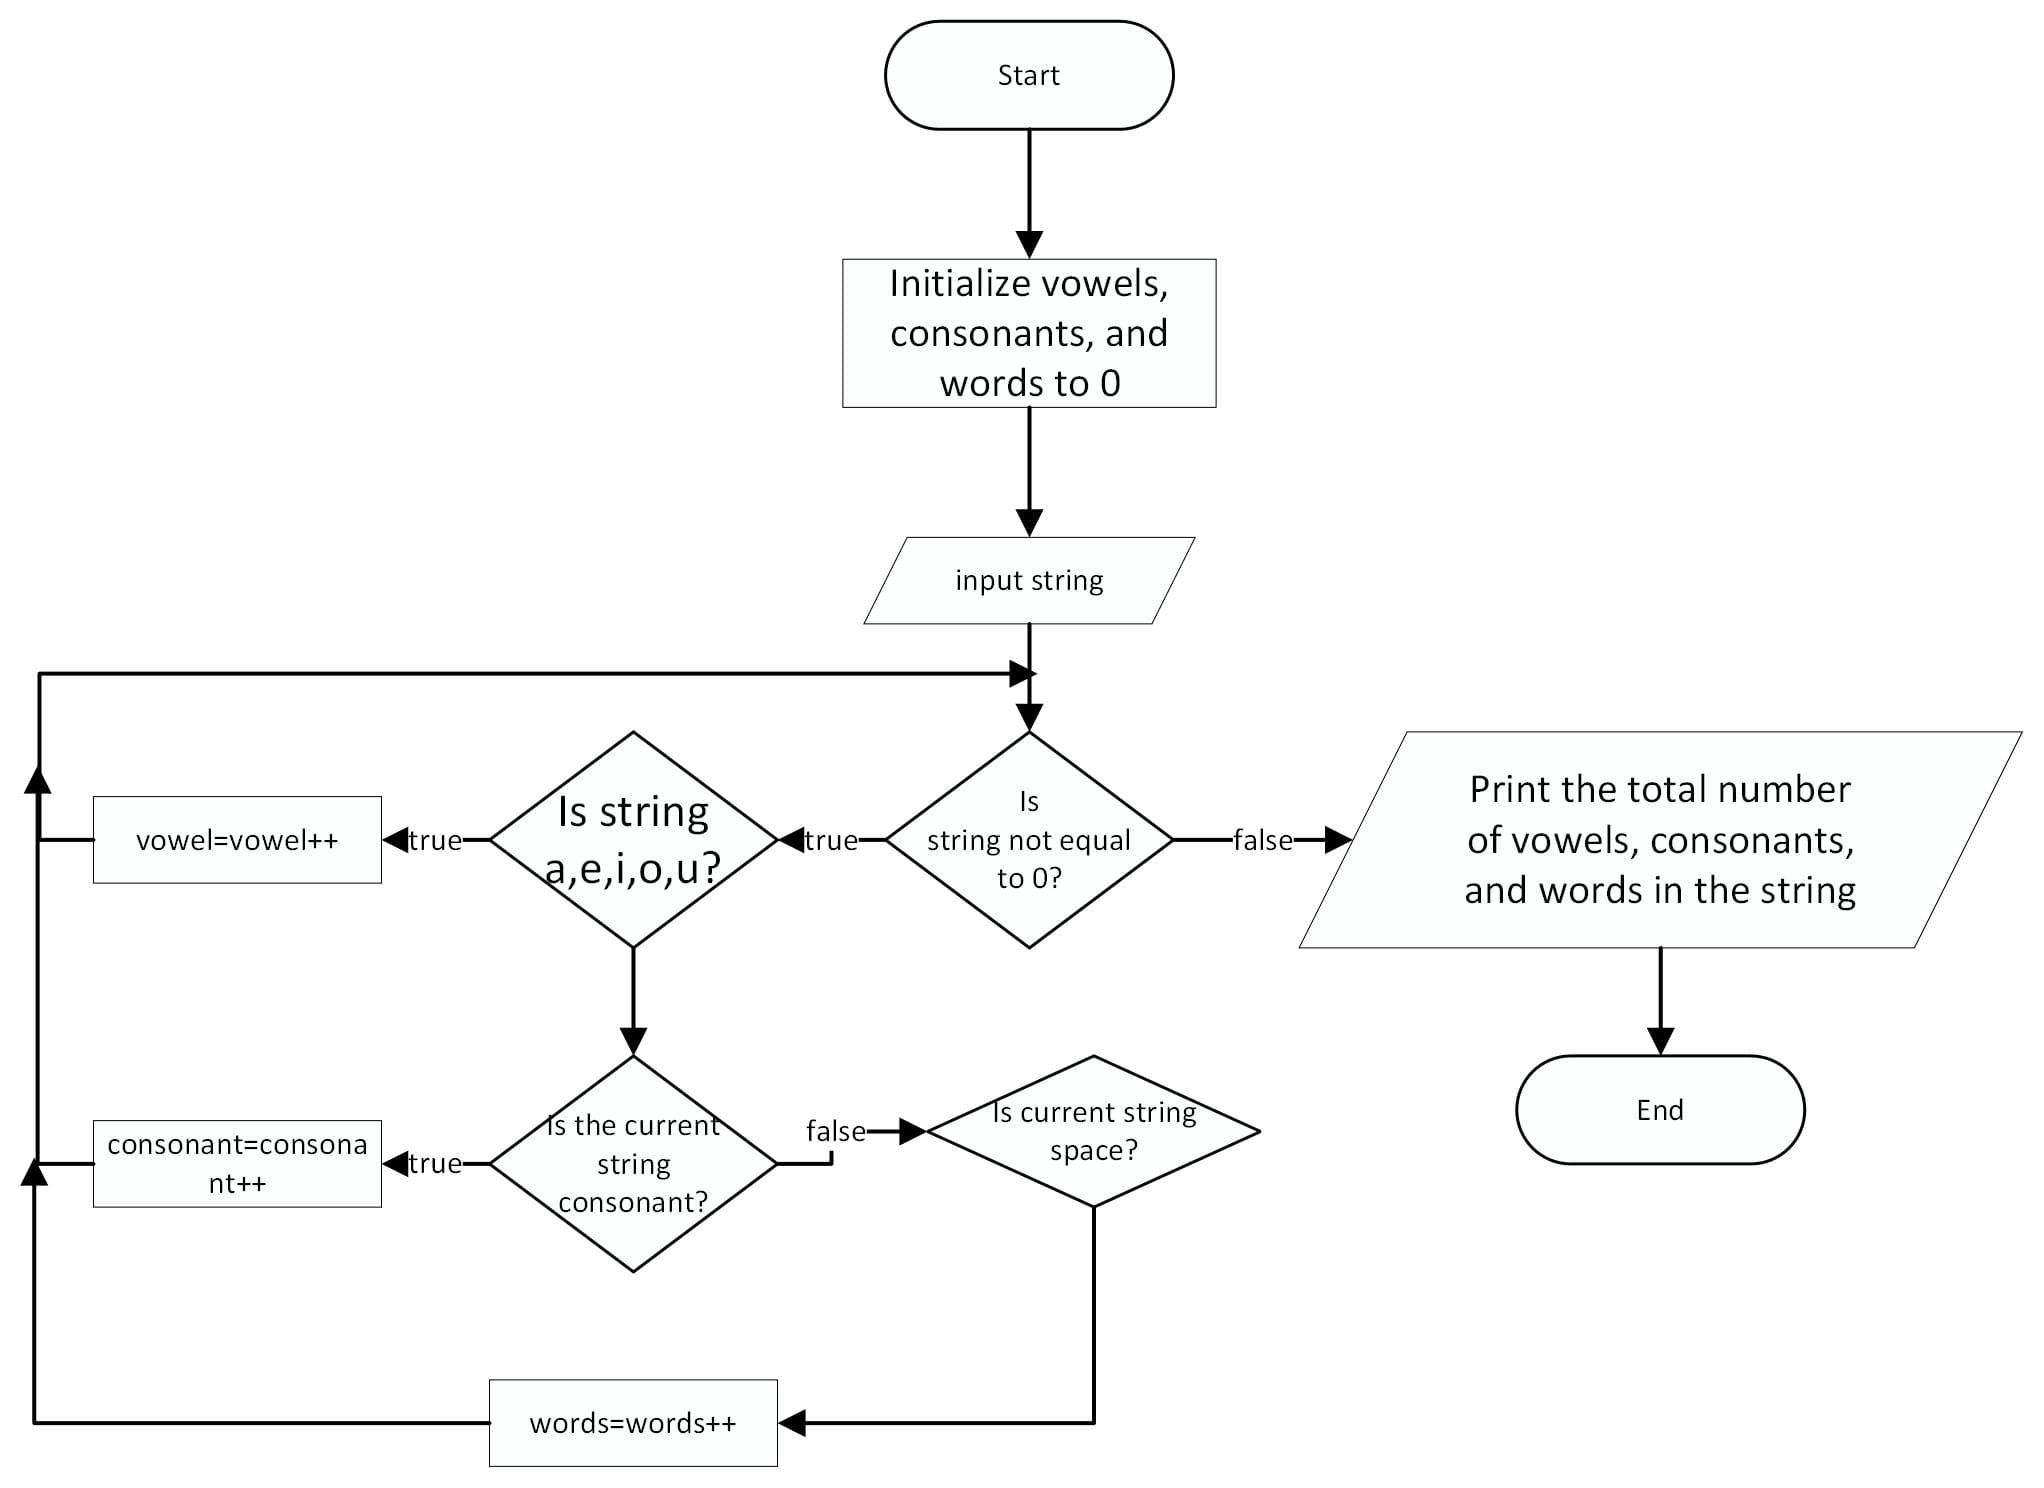 Start
Initialize vowels,
consonants, and
words to 0
input string
Is
string not equal
to 0?
true
false
Is string
a,e,i,o,u?
true
vowel=vowel++
Print the total number
of vowels, consonants,
and words in the string
End
Is the current
string
consonant?
true
false
consonant=consona
nt++
Is current string
space?
words=words++